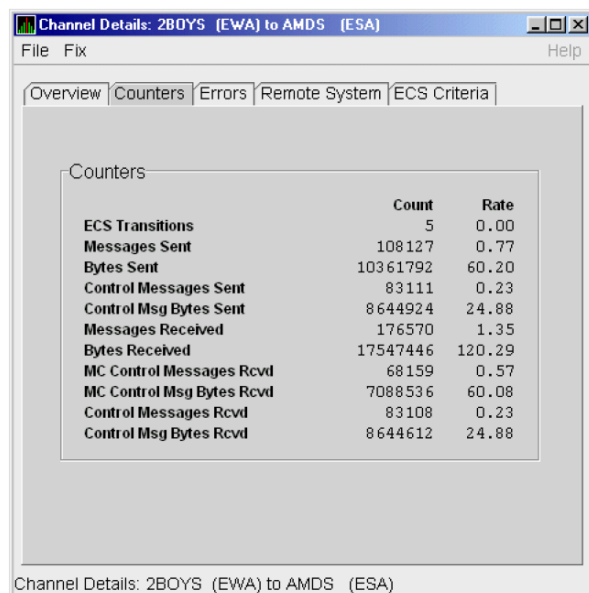 Channel Details: 2BOYS (EWA) to AMDS (ESA)
File Fix Help
Overview Counters Errors Remote System ECS Criteria
Counters
Count Rate
ECS Transitions 5 0.00
Messages Sent 108127 0.77
Bytes Sent 10361792 60.20
Control Messages Sent 83111 0.23
Control Msg Bytes Sent 8644924 24.88
Messages Received 176570 1.35
Bytes Received 17547446 120.29
MC Control Messages Rcvd 68159 0.57
MC Control Msg Bytes Rcvd 7088536 60.08
Control Messages Rcvd 83108 0.23
Control Msg Bytes Rcvd 8644612 24.88
Channel Details: 2BOYS (EWA) to AMDS (ESA)